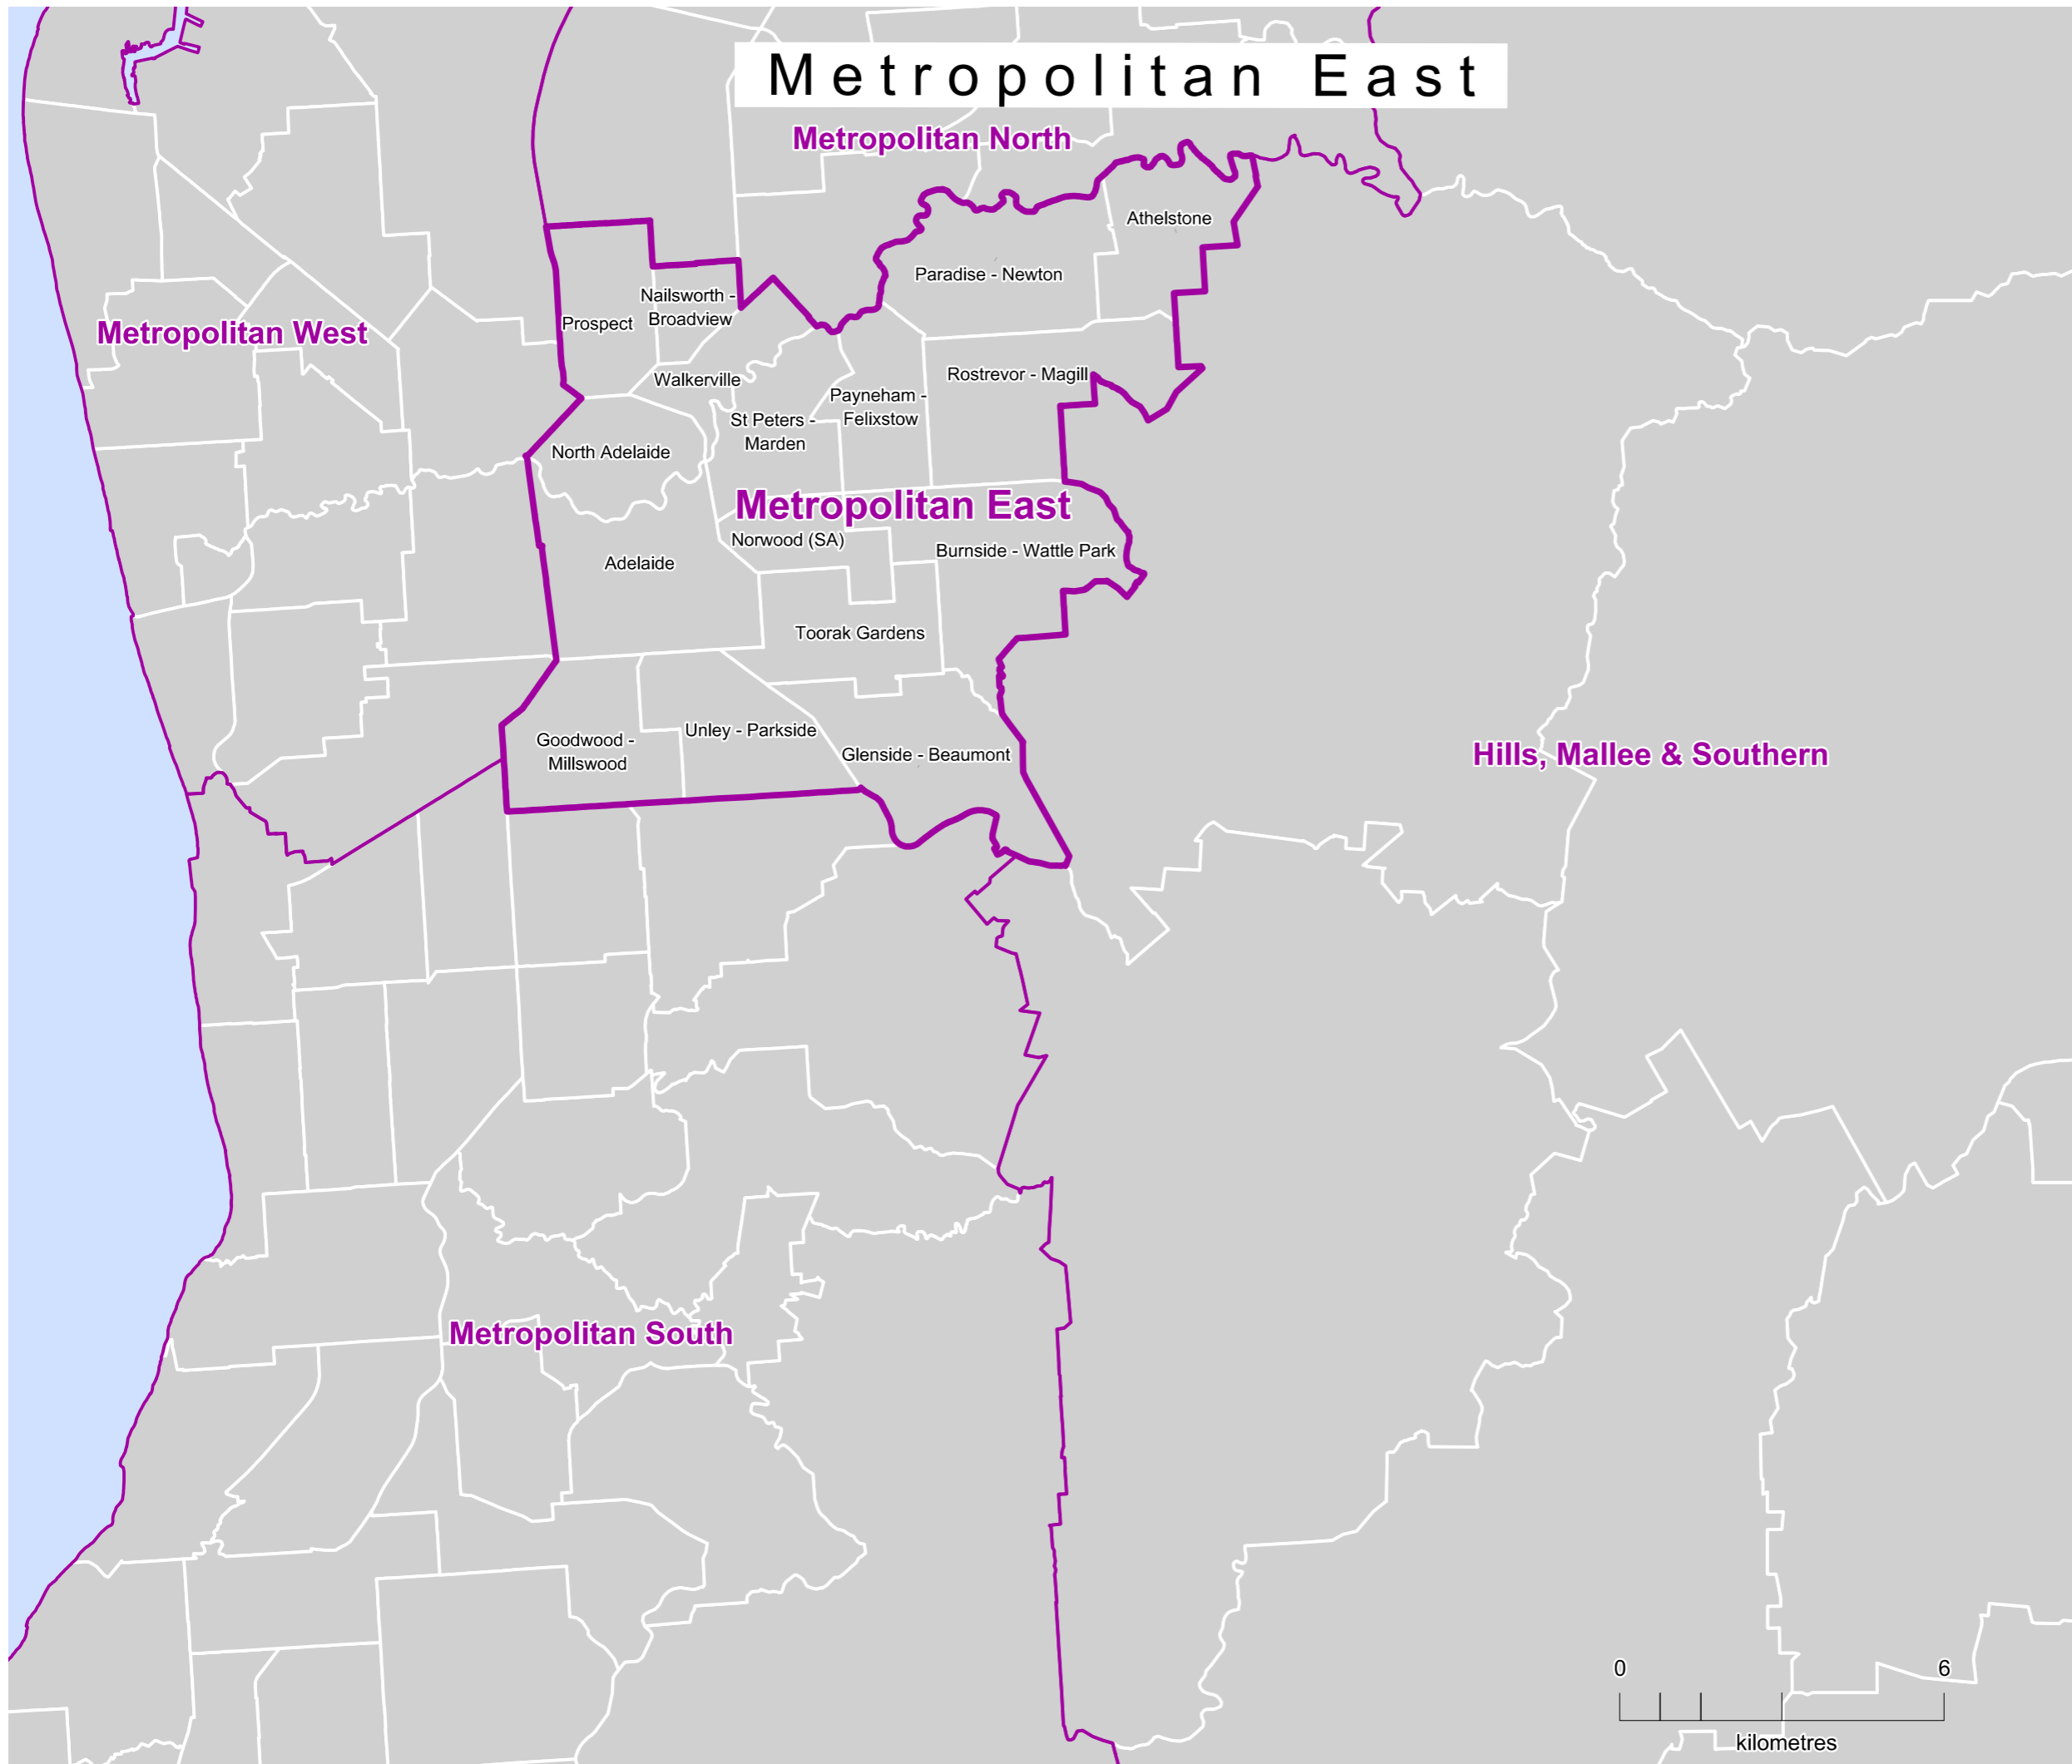 Metropolitan East
Metropolitan North
Athelstone
Paradise - Newton
Nailsworth -
Broadview
Prospect
Metropolitan West
Walkerville
Rostrevor - Magill
Payneham -
Felixstow
St Peters -
Marden
North Adelaide
Metropolitan East
Norwood (SA)
Burnside - Wattle Park
Adelaide
Toorak Gardens
Unley - Parkside
Goodwood -
Millswood
Glenside - Beaumont
Hills, Mallee & Southern
Metropolitan South
0 6
kilometres